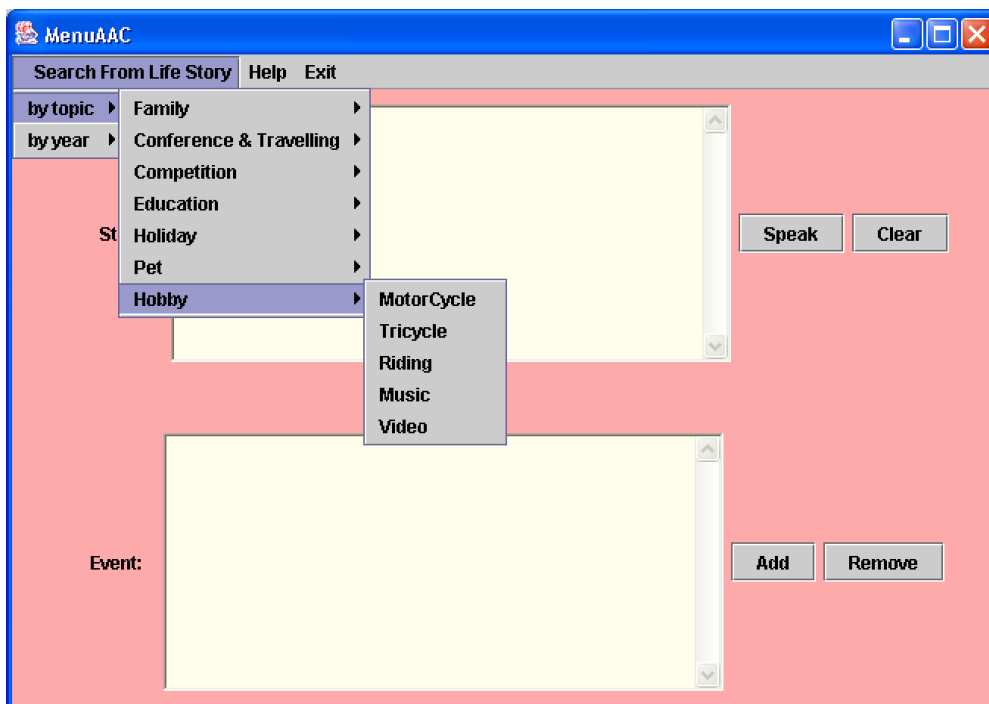 MenuAAC
Search From Life Story Help Exit
by topic
by year
Family
Conference & Travelling
Competition
Education
Holiday
Pet
Hobby
MotorCycle
Tricycle
Riding
Music
Video
St
Speak Clear
Event:
Add Remove